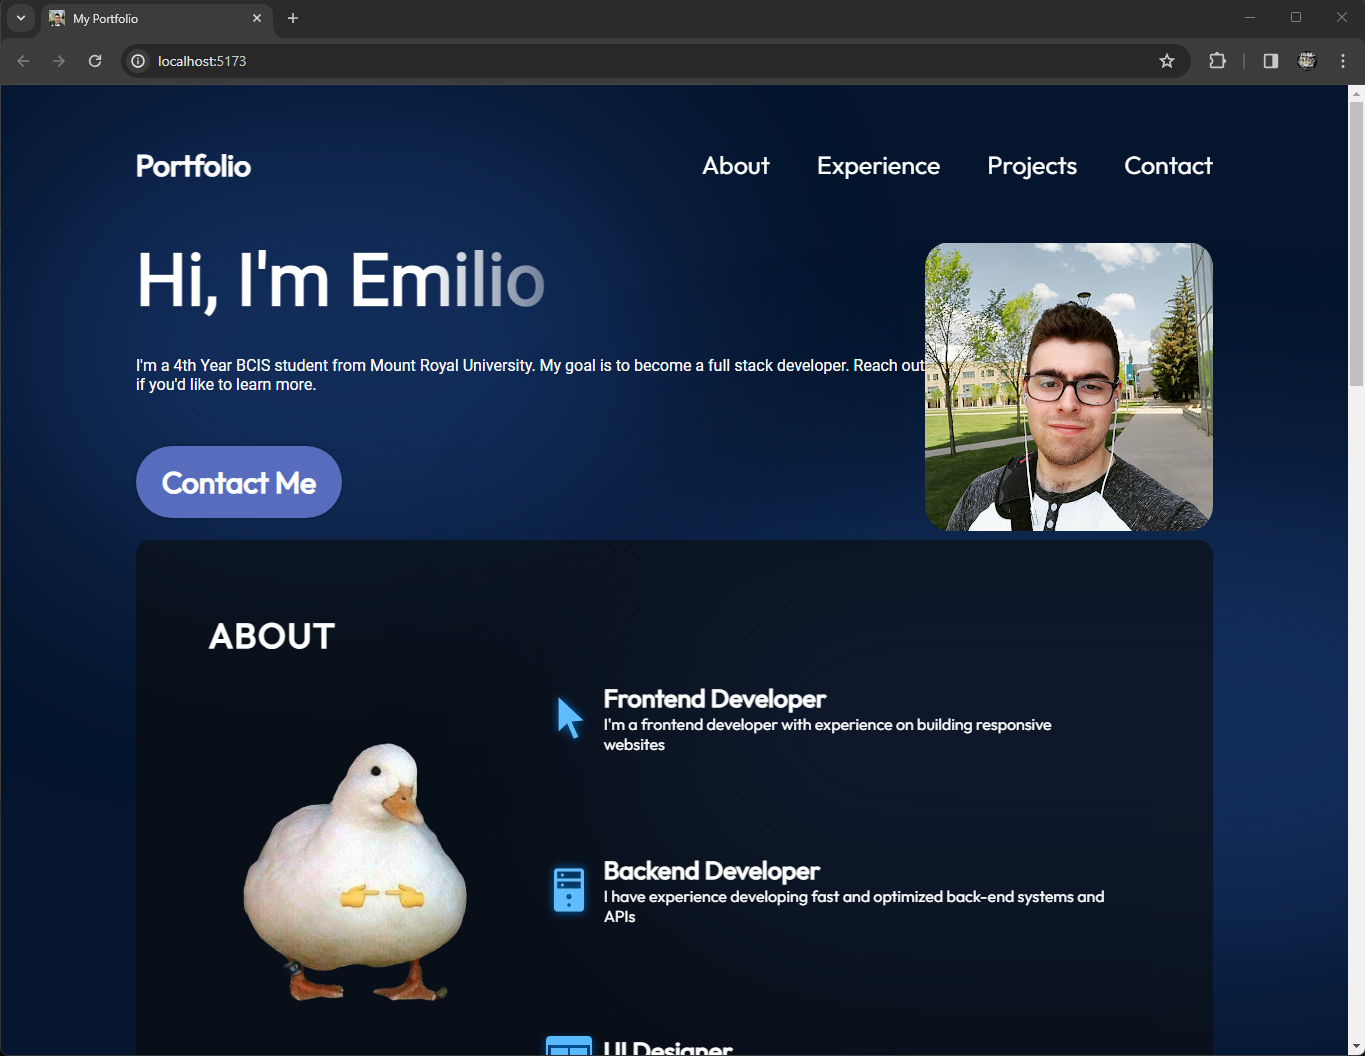 My Portfolio
localhost:5173
Portfolio
About Experience Projects Contact
Hi, I'm Emilio
I'm a 4th Year BCIS student from Mount Royal University. My goal is to become a full stack developer. Reach out
if you'd like to learn more.
Contact Me
ABOUT
Frontend Developer
I'm a frontend developer with experience on building responsive
websites
Backend Developer
I have experience developing fast and optimized back-end systems and
APIs
UI Designer